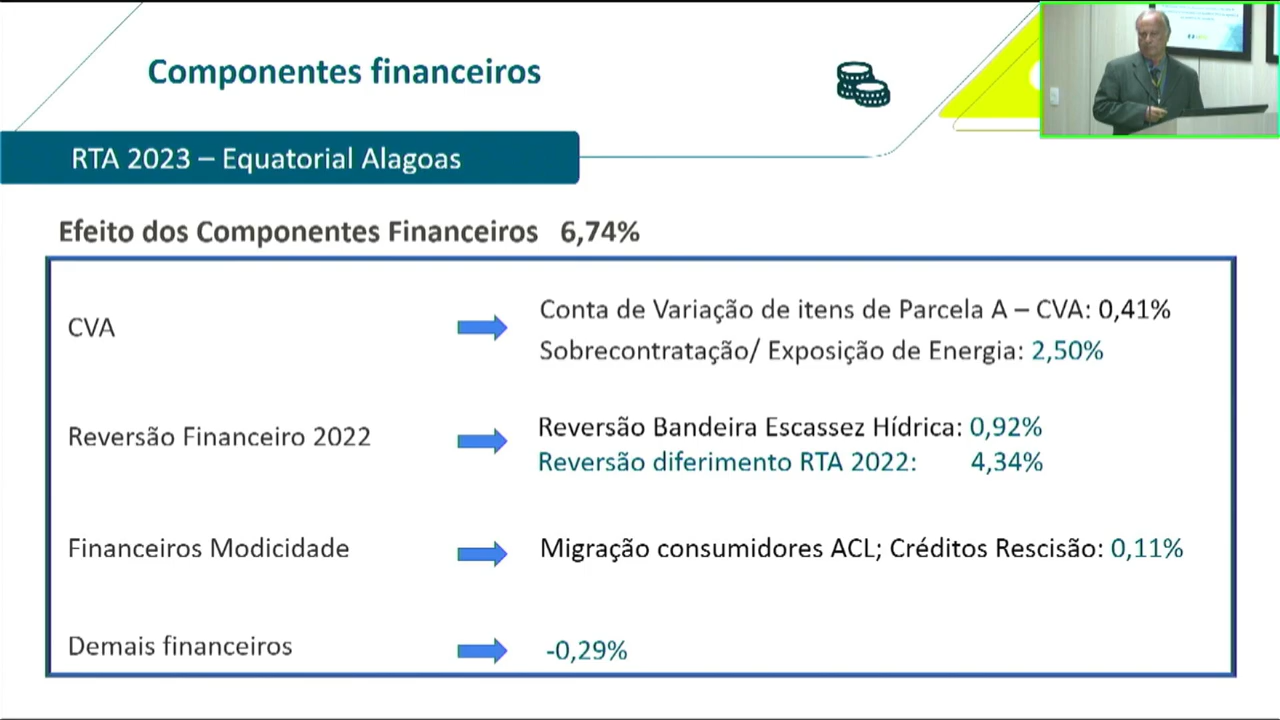 Componentes financeiros
RTA 2023 – Equatorial Alagoas
Efeito dos Componentes Financeiros 6,74%
CVA
Conta de Variação de itens de Parcela A – CVA: 0,41%
Sobrecontratação/ Exposição de Energia: 2,50%
Reversão Financeiro 2022
Reversão Bandeira Escassez Hídrica: 0,92%
Reversão diferimento RTA 2022: 4,34%
Financeiros Modicidade
Migração consumidores ACL; Créditos Rescisão: 0,11%
Demais financeiros
-0,29%